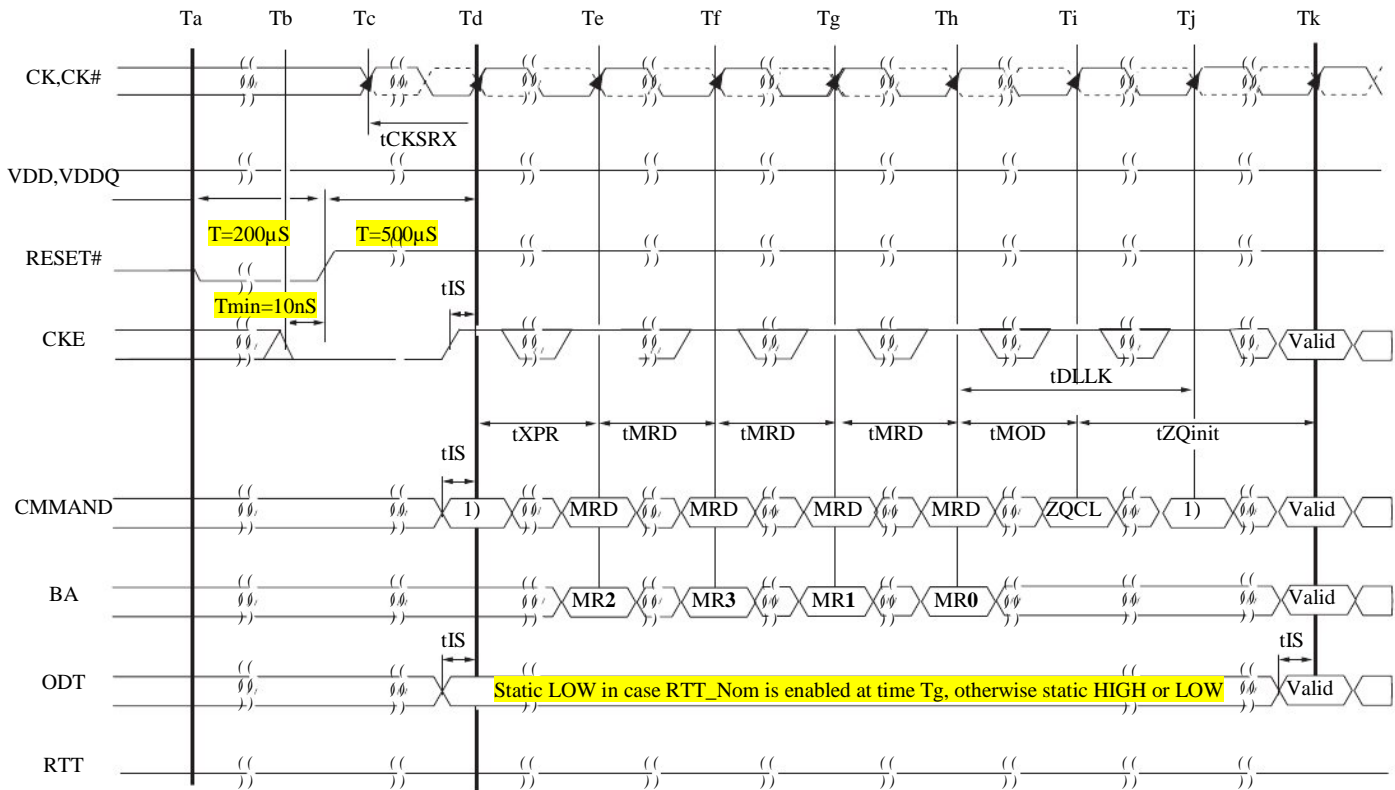 Ta Tb Tc Td Te Tf Tg Th Ti Tj Tk
CK,CK#
tCKSRX
VDD,VDDQ
T=200µS T=500µS
RESET#
Tmin=10nS tIS
CKE Valid
tDLLK
tXPR tMRD tMRD tMRD tMOD tZQinit
tIS
CMMAND 1) MRD MRD MRD MRD ZQCL 1) Valid
BA MR2 MR3 MR1 MR0 Valid
tIS tIS
ODT Static LOW in case RTT_Nom is enabled at time Tg, otherwise static HIGH or LOW Valid
RTT